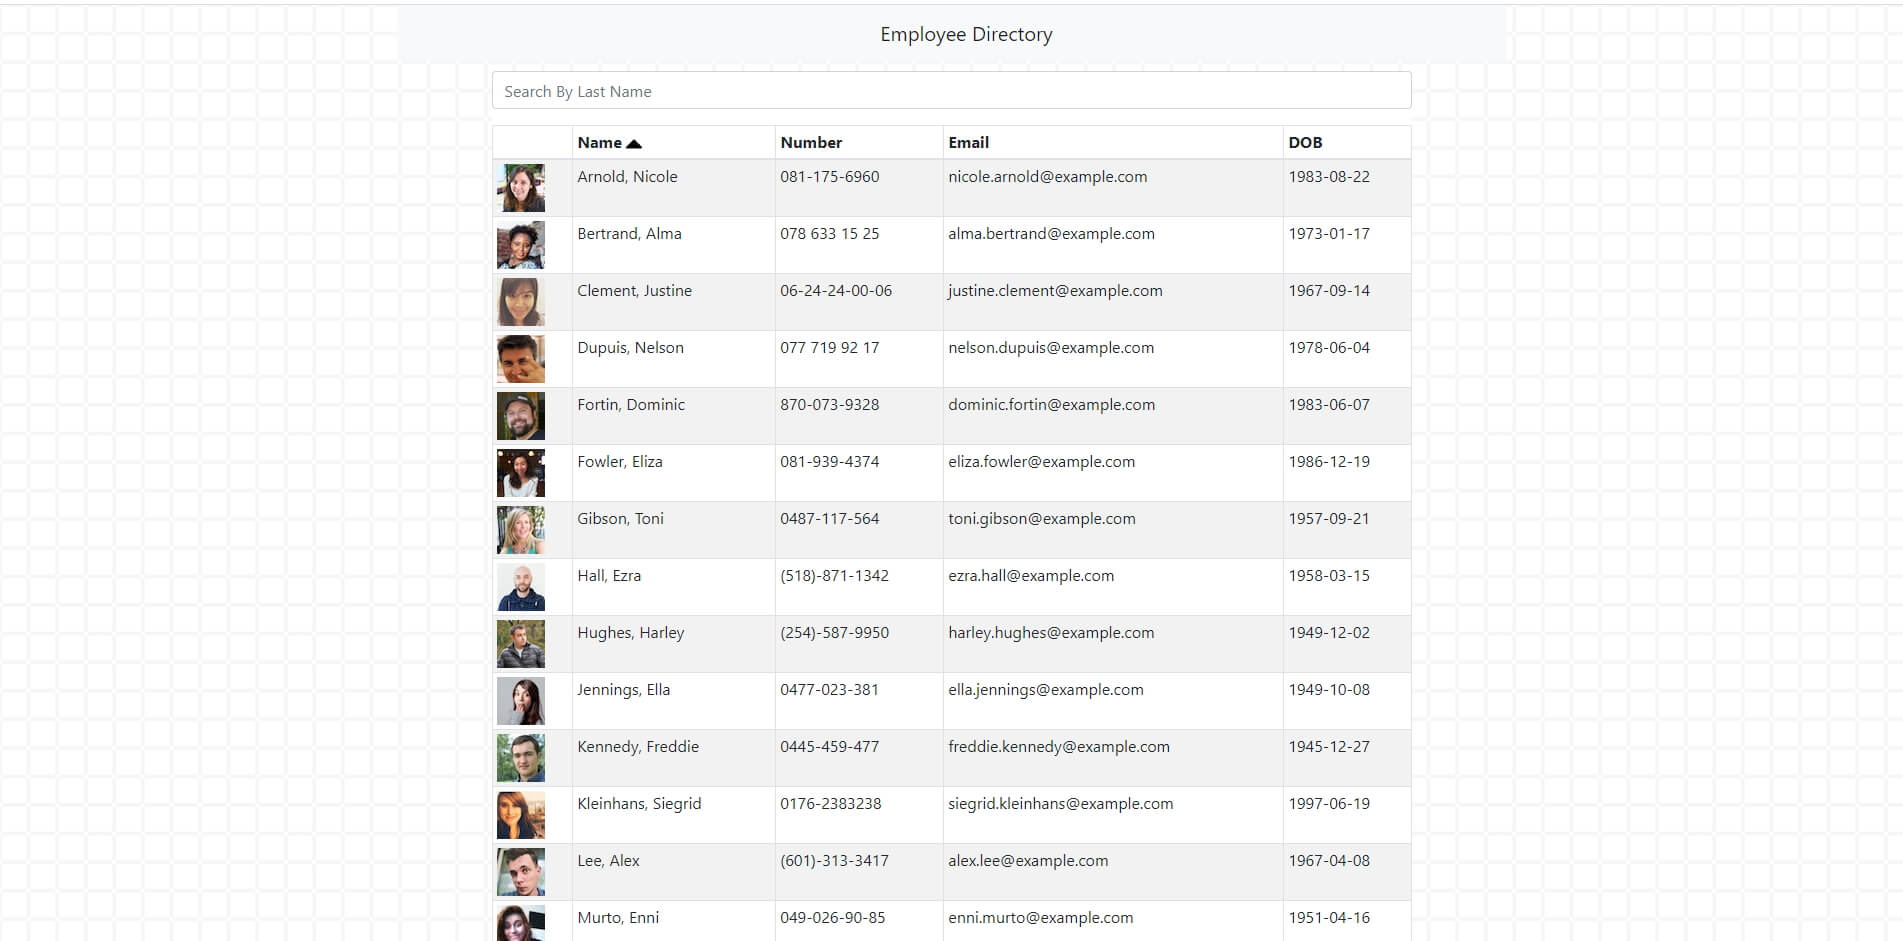 Employee Directory
Search By Last Name
Name Number Email DOB
Arnold, Nicole 081-175-6960 nicole.arnold@example.com 1983-08-22
Bertrand, Alma 078 633 15 25 alma.bertrand@example.com 1973-01-17
Clement, Justine 06-24-24-00-06 justine.clement@example.com 1967-09-14
Dupuis, Nelson 077 719 92 17 nelson.dupuis@example.com 1978-06-04
Fortin, Dominic 870-073-9328 dominic.fortin@example.com 1983-06-07
Fowler, Eliza 081-939-4374 eliza.fowler@example.com 1986-12-19
Gibson, Toni 0487-117-564 toni.gibson@example.com 1957-09-21
Hall, Ezra (518)-871-1342 ezra.hall@example.com 1958-03-15
Hughes, Harley (254)-587-9950 harley.hughes@example.com 1949-12-02
Jennings, Ella 0477-023-381 ella.jennings@example.com 1949-10-08
Kennedy, Freddie 0445-459-477 freddie.kennedy@example.com 1945-12-27
Kleinhans, Siegrid 0176-2383238 siegrid.kleinhans@example.com 1997-06-19
Lee, Alex (601)-313-3417 alex.lee@example.com 1967-04-08
Murto, Enni 049-026-90-85 enni.murto@example.com 1951-04-16